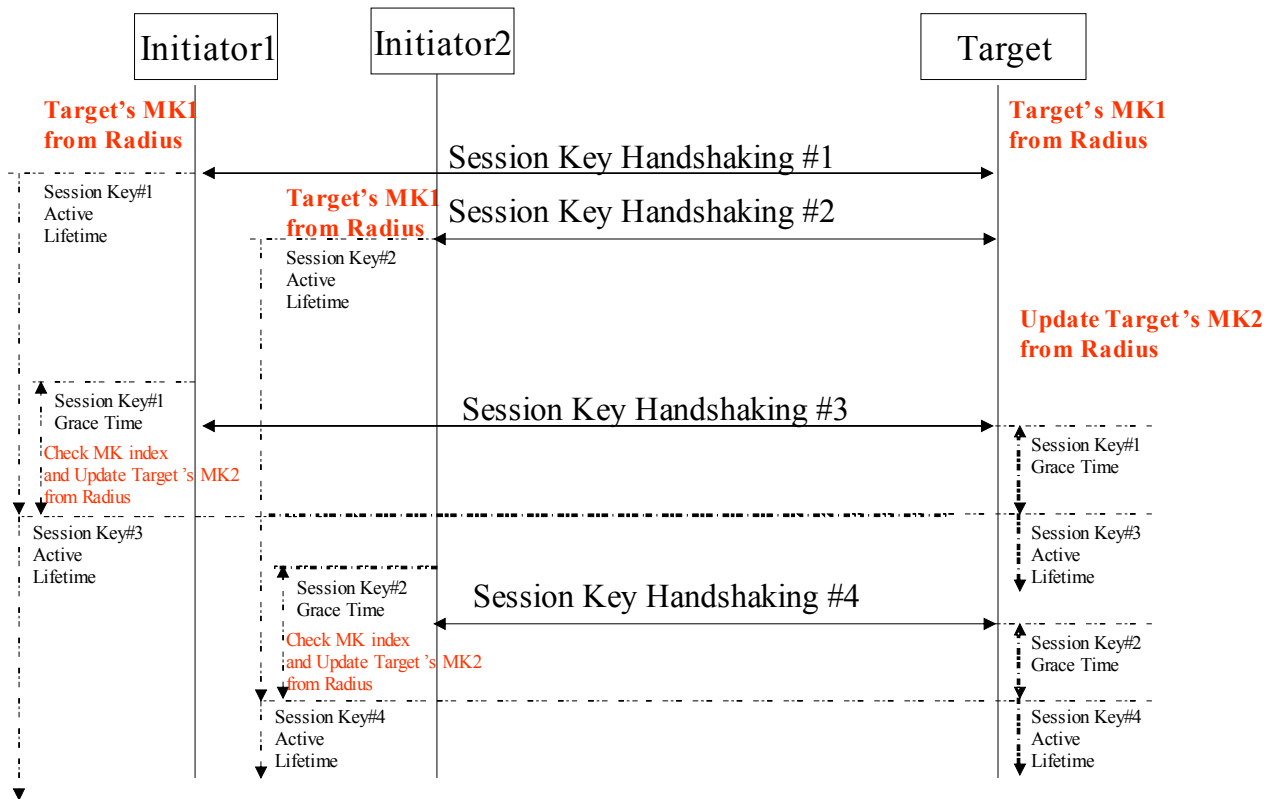 Initiator1
Initiator2
Target
Target's MK1
from Radius
Target's MK1
from Radius
Session Key Handshaking #1
Session Key#1
Active
Lifetime
Target's MK1
from Radius
Session Key Handshaking #2
Session Key#2
Active
Lifetime
Update Target's MK2
from Radius
Session Key#1
Grace Time
Check MK index
and Update Target's MK2
from Radius
Session Key Handshaking #3
Session Key#1
Grace Time
Session Key#3
Active
Lifetime
Session Key#3
Active
Lifetime
Session Key#2
Grace Time
Check MK index
and Update Target's MK2
from Radius
Session Key Handshaking #4
Session Key#2
Grace Time
Session Key#4
Active
Lifetime
Session Key#4
Active
Lifetime